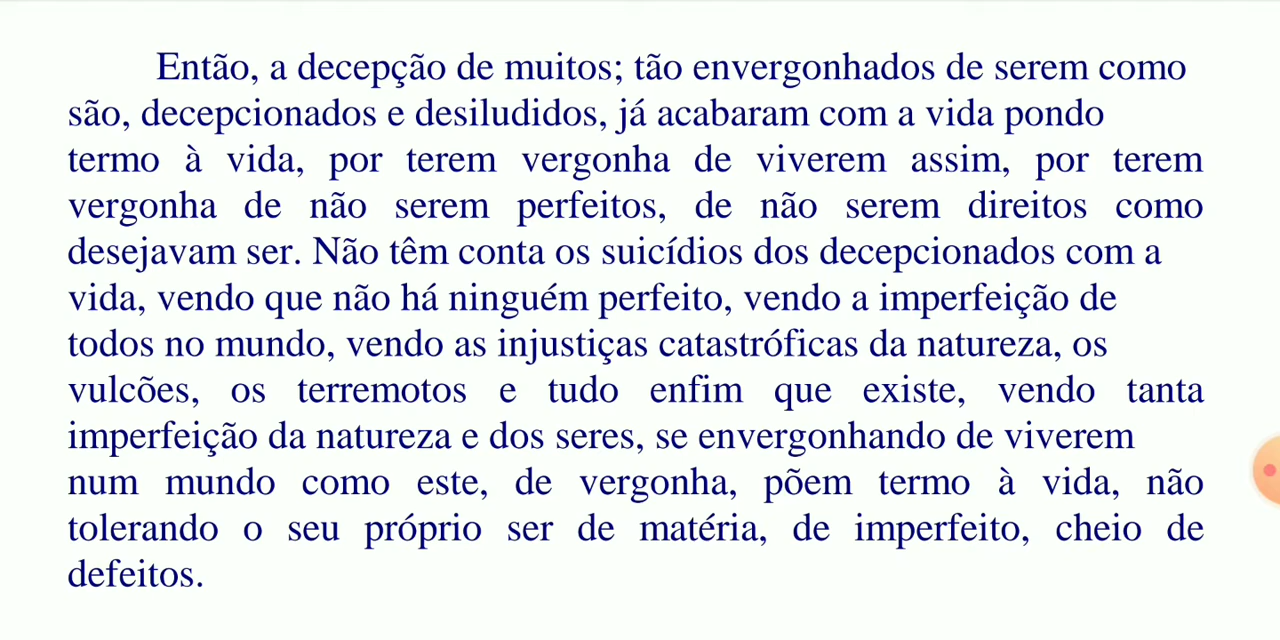 Então, a decepção de muitos; tão envergonhados de serem como
são, decepcionados e desiludidos, já acabaram com a vida pondo
termo à vida, por terem vergonha de viverem assim, por terem
vergonha de não serem perfeitos, de não serem direitos como
desejavam ser. Não têm conta os suicídios dos decepcionados com a
vida, vendo que não há ninguém perfeito, vendo a imperfeição de
todos no mundo, vendo as injustiças catastróficas da natureza, os
vulcões, os terremotos e tudo enfim que existe, vendo tanta
imperfeição da natureza e dos seres, se envergonhando de viverem
num mundo como este, de vergonha, põem termo à vida, não
tolerando o seu próprio ser de matéria, de imperfeito, cheio de
defeitos.